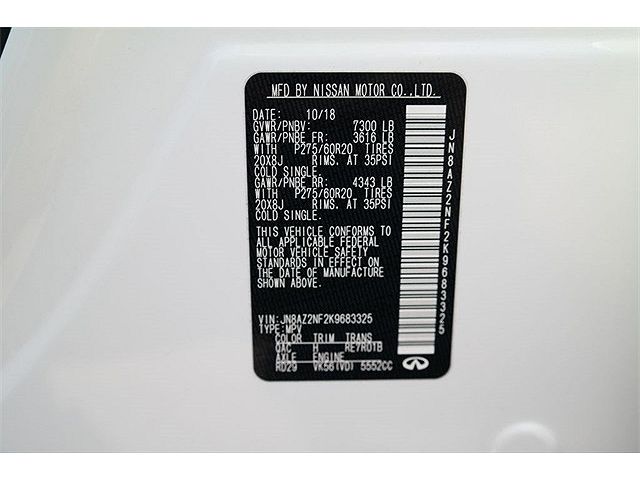 MFD BY NISSAN MOTOR CO.,LTD.
DATE: 10/18
GVWR/PNBV: 7300 LB
GAWR/PNBE FR: 3616 LB
WITH P275/60R20 TIRES
20X8J RIMS, AT 35PSI
COLD SINGLE.
GAWR/PNBE RR: 4343 LB
WITH P275/60R20 TIRES
20X8J RIMS, AT 35PSI
COLD SINGLE.
THIS VEHICLE CONFORMS TO
ALL APPLICABLE FEDERAL
MOTOR VEHICLE SAFETY
STANDARDS IN EFFECT ON
THE DATE OF MANUFACTURE
SHOWN ABOVE.
VIN: JN8AZ2NF2K9683325
TYPE: MPV
COLOR TRIM TRANS
QAC H RE7R01B
AXLE ENGINE
RD29 VK56(VD) 5552CC
JN8AZ2NF2K9683325